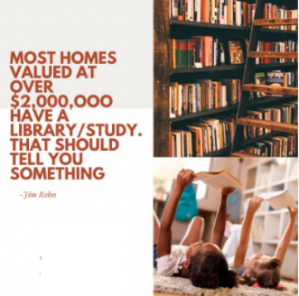 MOST HOMES
VALUED AT
OVER
$2,000,000
HAVE A
LIBRARY/STUDY.
THAT SHOULD
TELL YOU
SOMETHING
-Jim Rohn